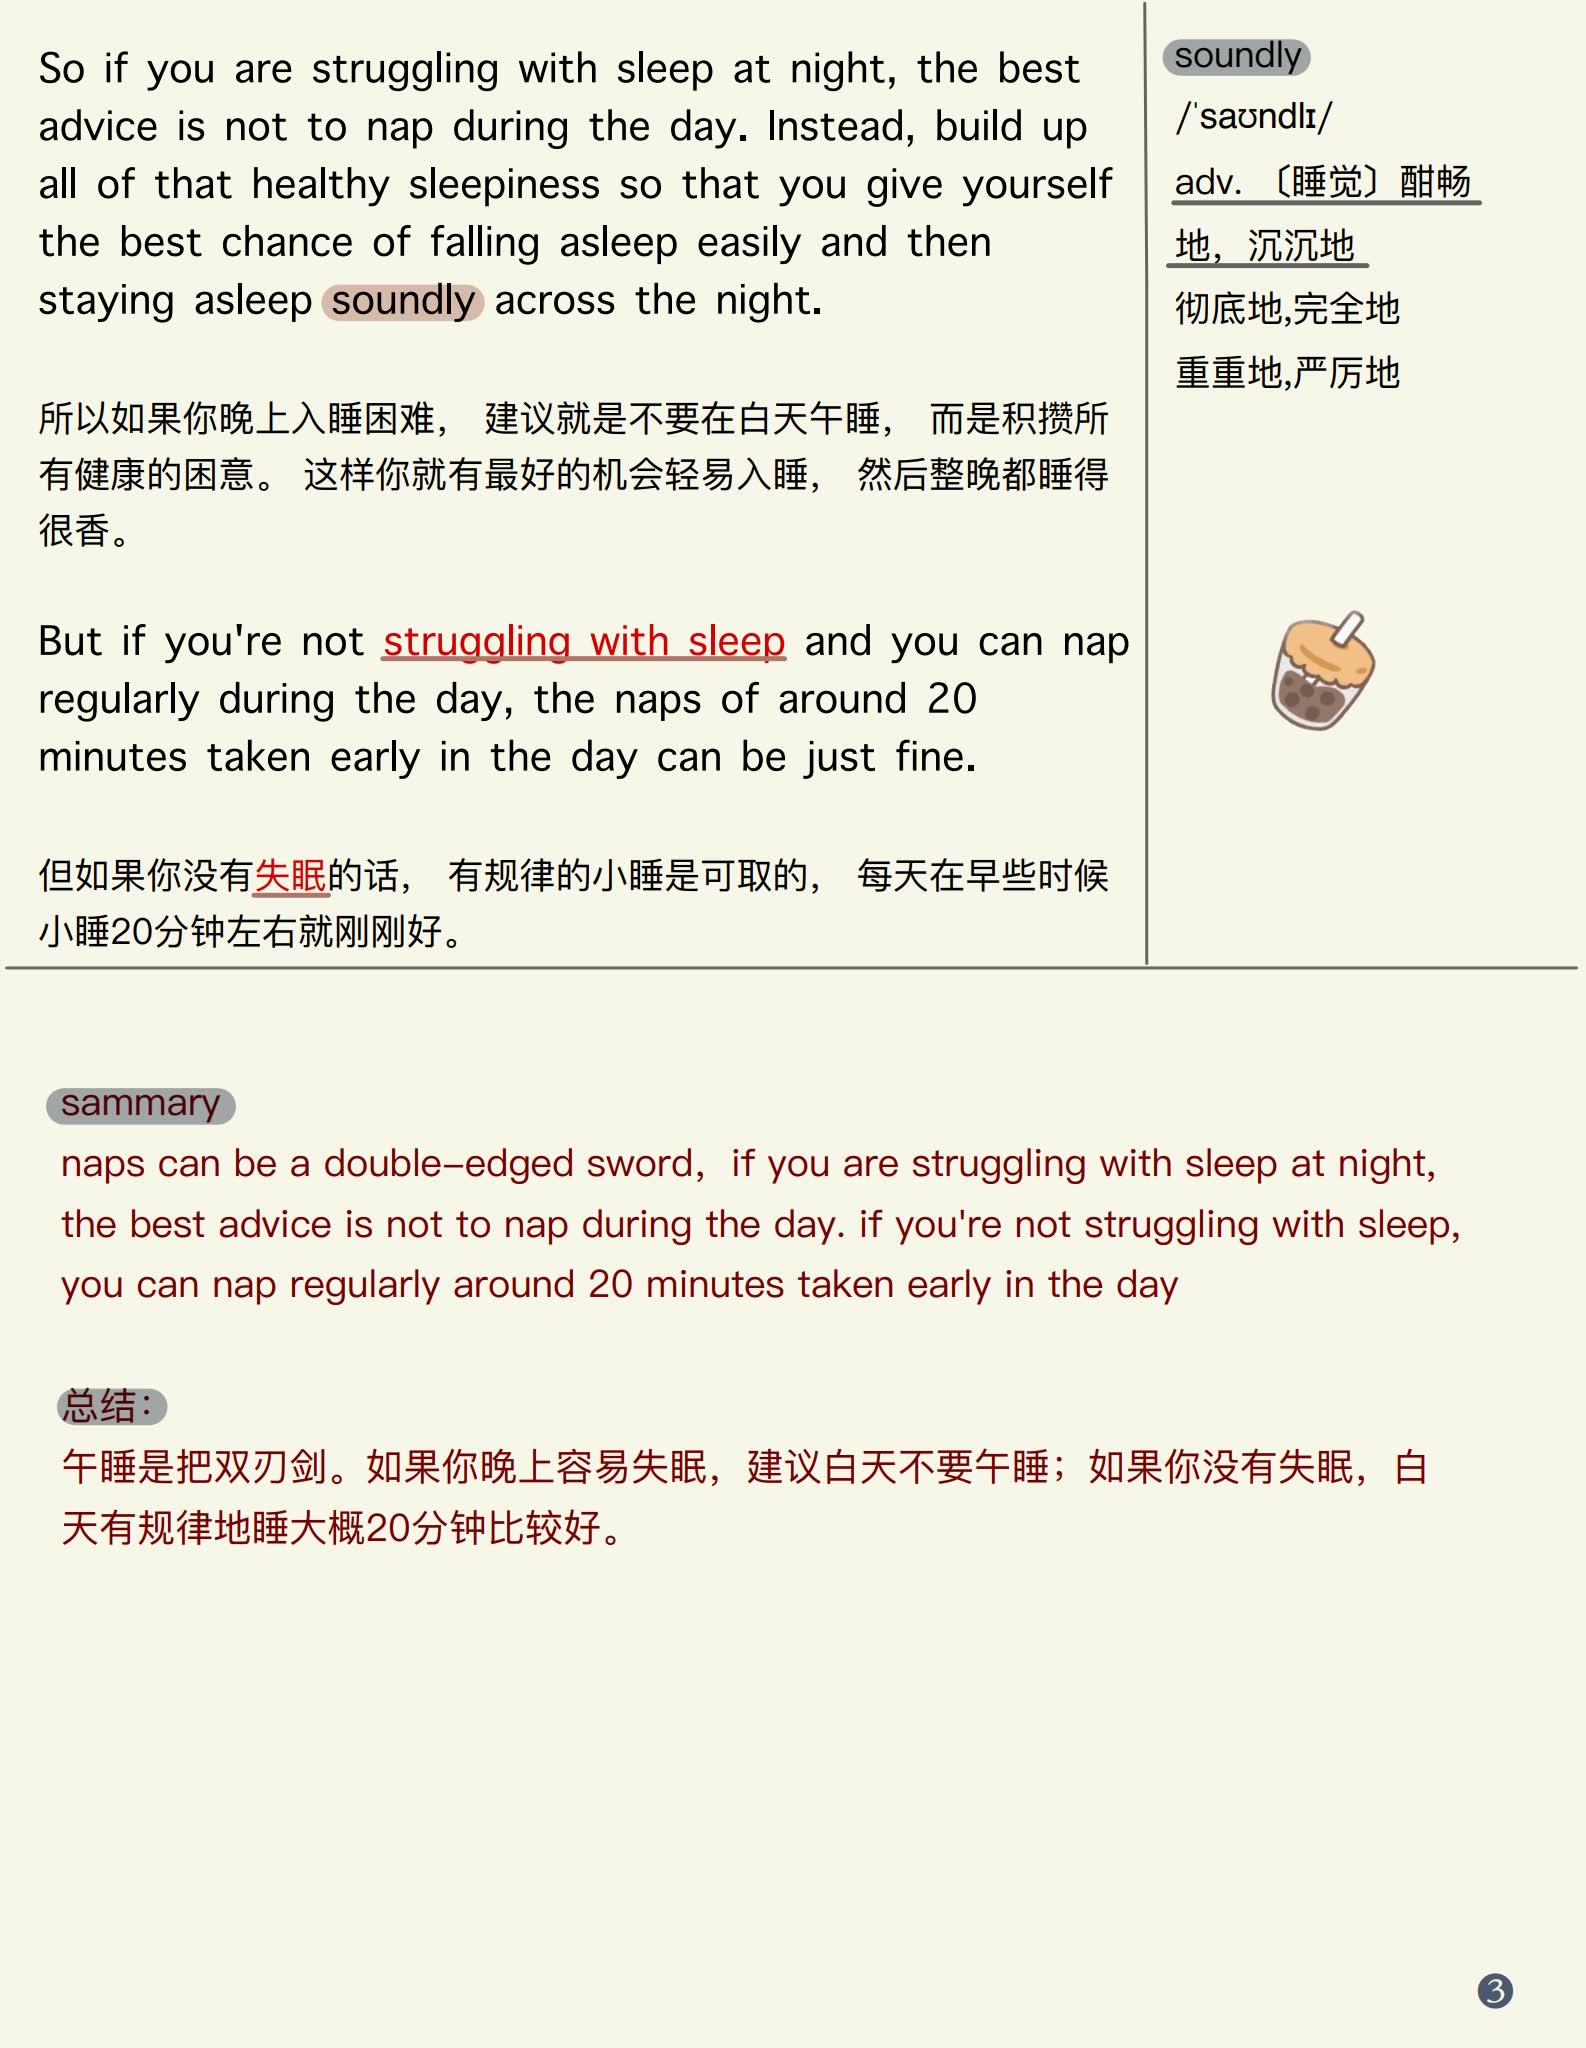 So if you are struggling with sleep at night, the best
advice is not to nap during the day. Instead, build up
all of that healthy sleepiness so that you give yourself
the best chance of falling asleep easily and then
staying asleep soundly across the night.
所以如果你晚上入睡困难， 建议就是不要在白天午睡， 而是积攒所
有健康的困意。 这样你就有最好的机会轻易入睡， 然后整晚都睡得
很香。
But if you're not struggling with sleep and you can nap
regularly during the day, the naps of around 20
minutes taken early in the day can be just fine.
但如果你没有失眠的话， 有规律的小睡是可取的， 每天在早些时候
小睡20分钟左右就刚刚好。
soundly
/ˈsaʊndlɪ/
adv. 〔睡觉〕酣畅
地，沉沉地
彻底地,完全地
重重地,严厉地
sammary
naps can be a double–edged sword，if you are struggling with sleep at night,
the best advice is not to nap during the day. if you're not struggling with sleep,
you can nap regularly around 20 minutes taken early in the day
总结：
午睡是把双刃剑。如果你晚上容易失眠，建议白天不要午睡；如果你没有失眠，白
天有规律地睡大概20分钟比较好。
3